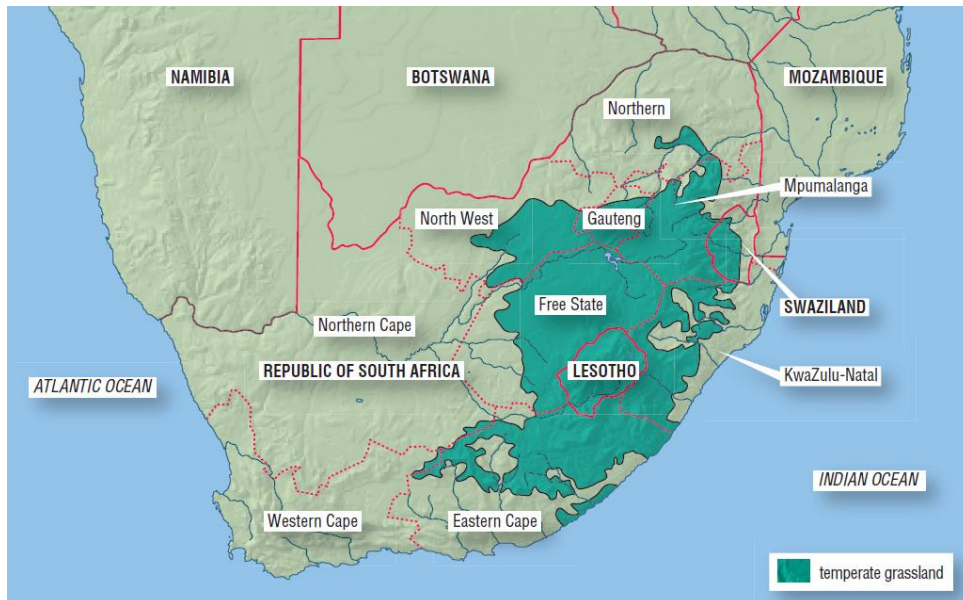 NAMIBIA
BOTSWANA
MOZAMBIQUE
Northern
Mpumalanga
North West
Gauteng
Free State
SWAZILAND
Northern Cape
REPUBLIC OF SOUTH AFRICA
LESOTHO
KwaZulu-Natal
ATLANTIC OCEAN
INDIAN OCEAN
Western Cape
Eastern Cape
temperate grassland